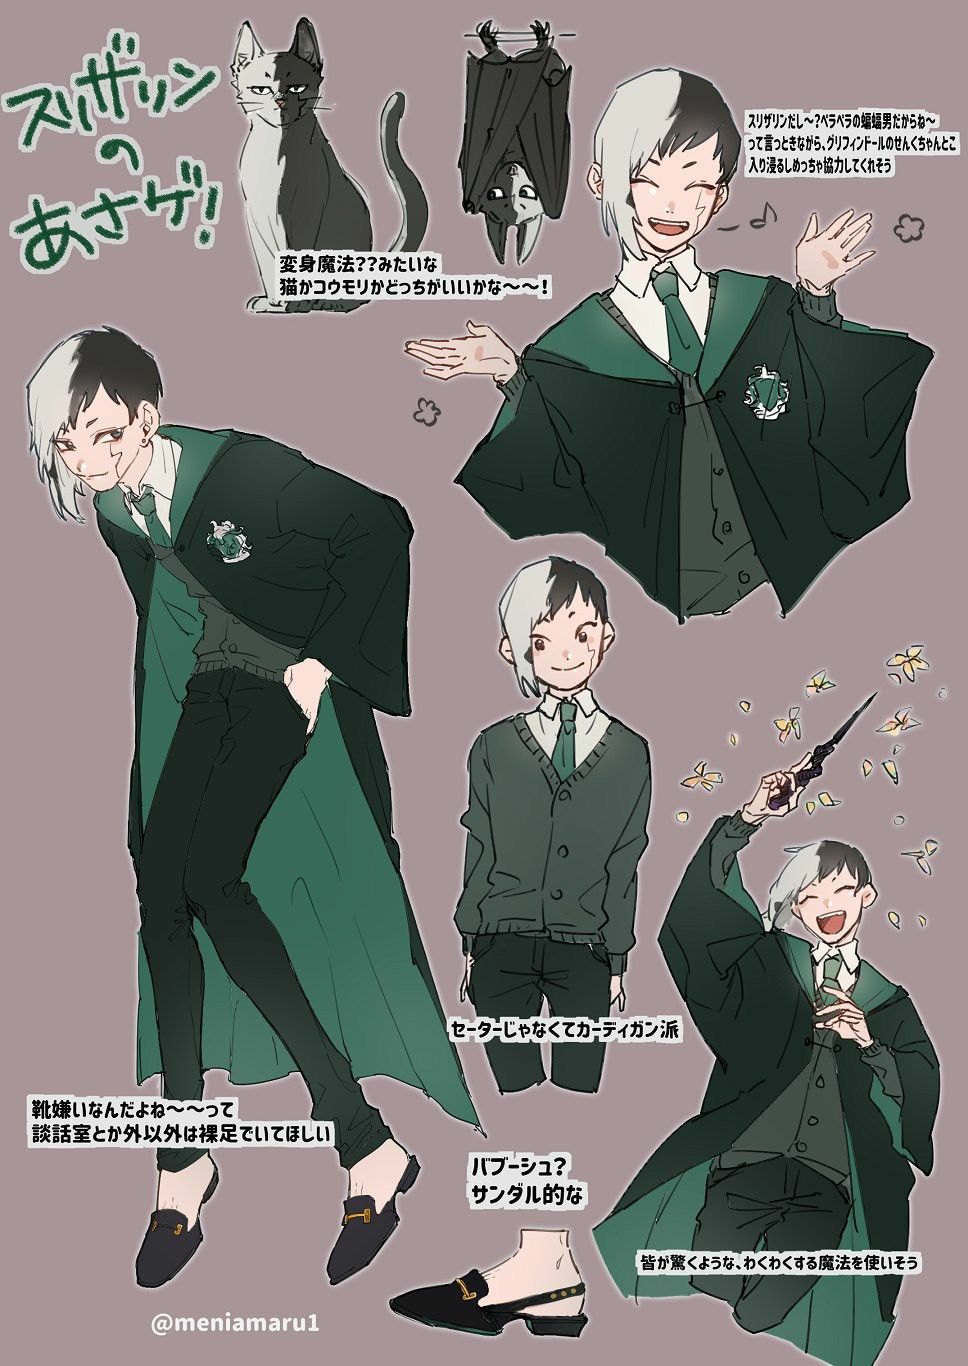 スリザリン
の
あさゲ!
スリザリンだし〜?ペラペラの蝙蝠男だからね〜
って言っときながら、グリフィンドールのせんくちゃんとこ
入り浸るしめっちゃ協力してくれそう
変身魔法??みたいな
猫かコウモリかどっちがいいかな〜〜!
セーターじゃなくてカーディガン派
靴嫌いなんだよね〜〜って
談話室とか外以外は裸足でいてほしい
バブーシュ?
サンダル的な
皆が驚くような、わくわくする魔法を使いそう
@meniamaru1